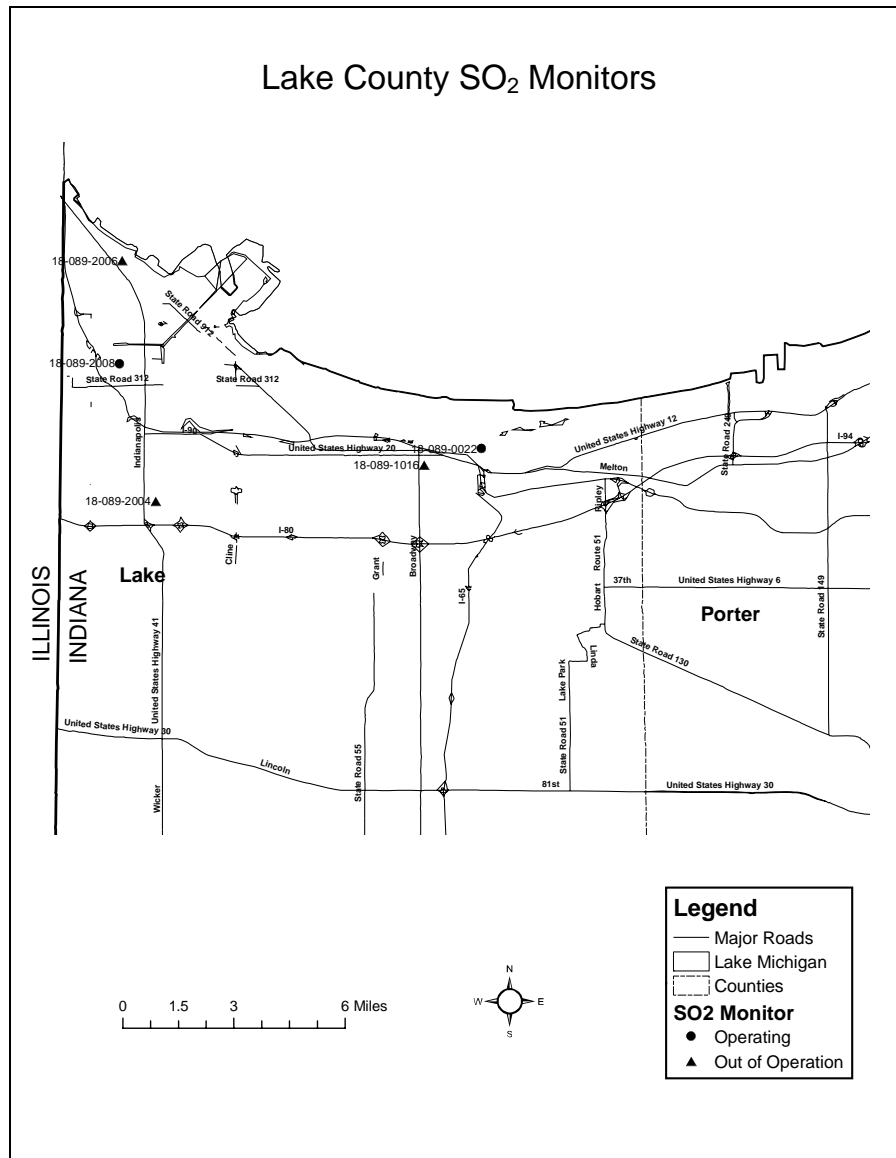 Lake County SO₂ Monitors
18-089-2006
State Road 912
18-089-2008
State Road 312
State Road 312
Indianapolis
I-90
United States Highway 20
18-089-0022
18-089-1016
United States Highway 12
State Road 249
I-94
Melton
18-089-2004
Ripley
I-80
Cline
Grant
Broadway
Route 51
ILLINOIS
INDIANA
Lake
I-65
Hobart
37th
United States Highway 6
Porter
State Road 149
United States Highway 41
Linda
State Road 130
Lake Park
United States Highway 30
Lincoln
State Road 55
State Road 51
81st
United States Highway 30
Wicker
Legend
Major Roads
Lake Michigan
Counties
SO2 Monitor
Operating
Out of Operation
0 1.5 3 6 Miles
N
W E
S